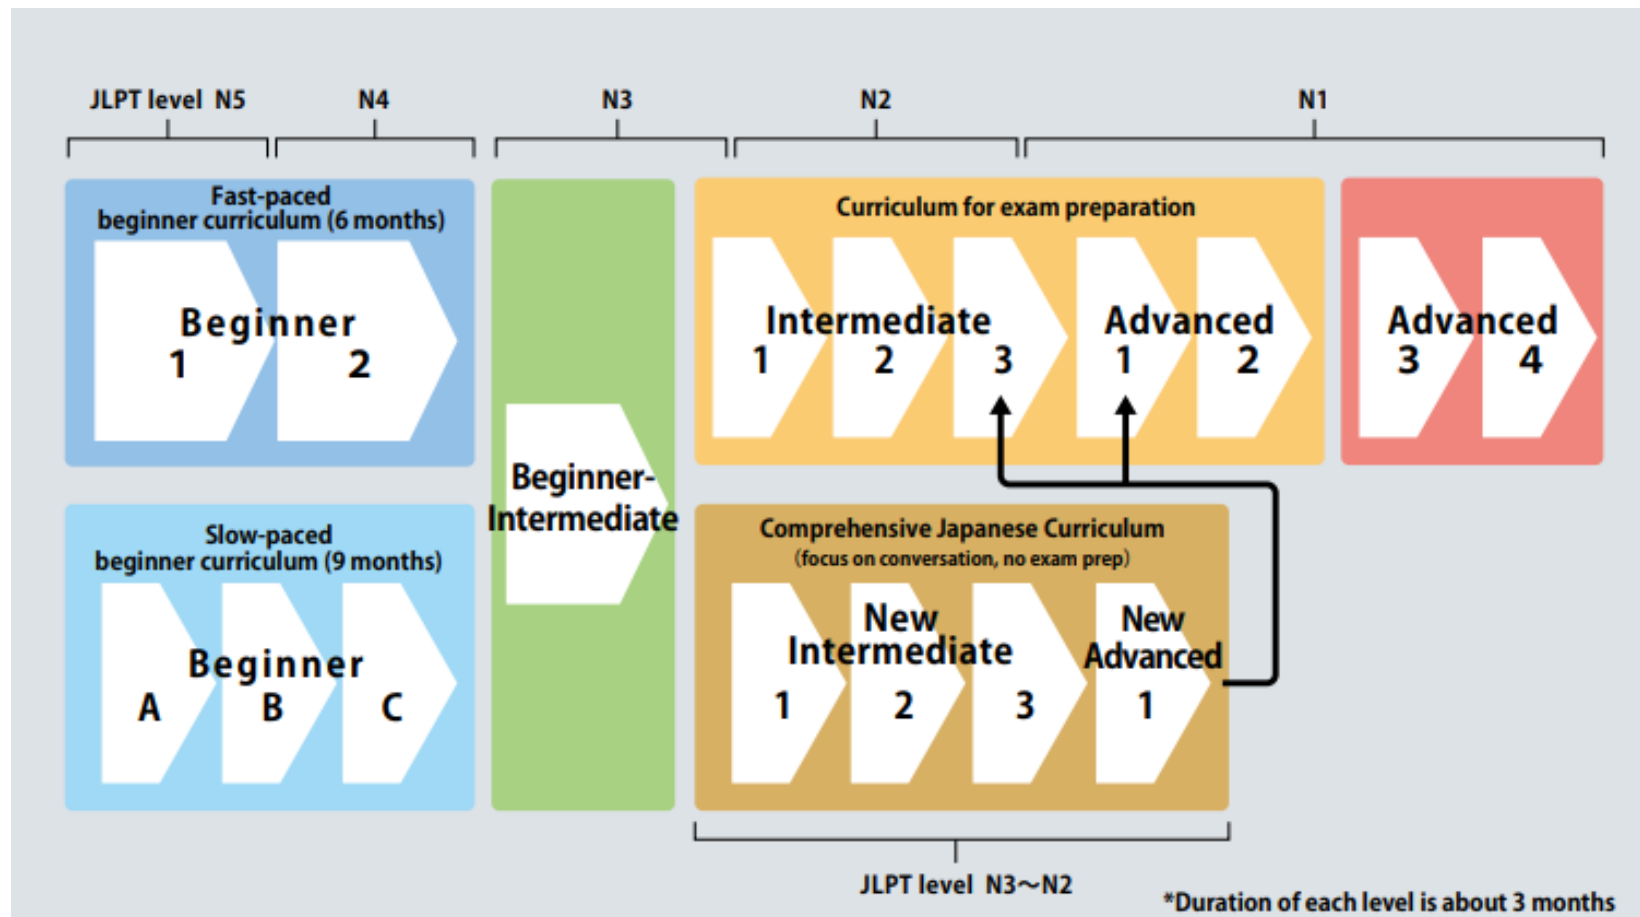 JLPT level N5
N4
N3
N2
N1
Fast-paced
beginner curriculum (6 months)
Beginner
1
2
Slow-paced
beginner curriculum (9 months)
Beginner
A
B
C
Beginner-
Intermediate
Curriculum for exam preparation
Intermediate
1
2
3
Advanced
1
2
Advanced
3
4
Comprehensive Japanese Curriculum
(focus on conversation, no exam prep)
New
Intermediate
1
2
3
New
Advanced
1
JLPT level N3〜N2
*Duration of each level is about 3 months